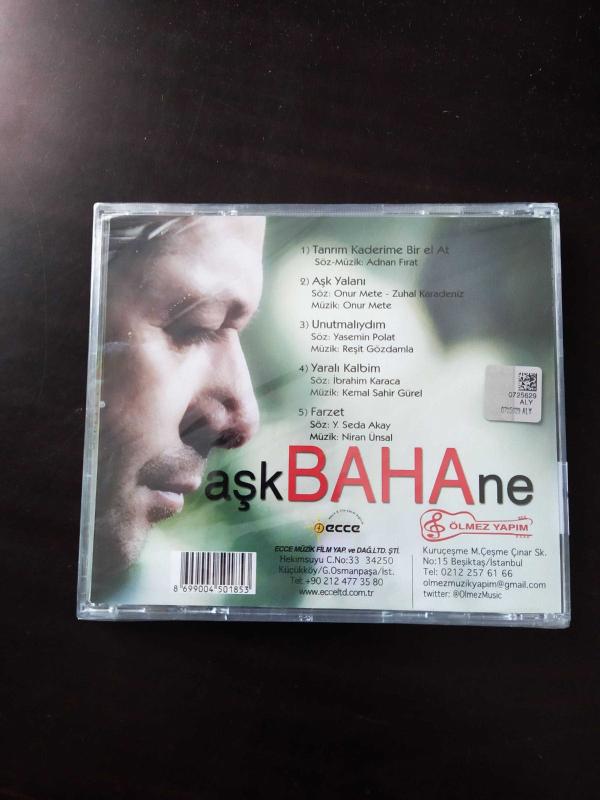 1) Tanrım Kaderime Bir el At
Söz-Müzik: Adnan Fırat
2) Aşk Yalanı
Söz: Onur Mete - Zuhal Karadeniz
Müzik: Onur Mete
3) Unutmalıydım
Söz: Yasemin Polat
Müzik: Reşit Gözdamla
4) Yaralı Kalbim
Söz: İbrahim Karaca
Müzik: Kemal Sahir Gürel
5) Farzet
Söz: Y. Seda Akay
Müzik: Niran Ünsal
0725629
ALY
0725629 ALY
aşkBAHAne
ecce
ECCE MÜZİK FİLM YAP. ve DAĞ.LTD. ŞTİ.
Hekimsuyu C.No:33 34250
Küçükköy/G.Osmanpaşa/İst.
Tel: +90 212 477 35 80
www.ecceltd.com.tr
ÖLMEZ YAPIM
Kuruçeşme M.Çeşme Çınar Sk.
No:15 Beşiktaş/İstanbul
Tel: 0212 257 61 66
olmezmuzikyapim@gmail.com
twitter: @OlmezMusic
8 699004 501853